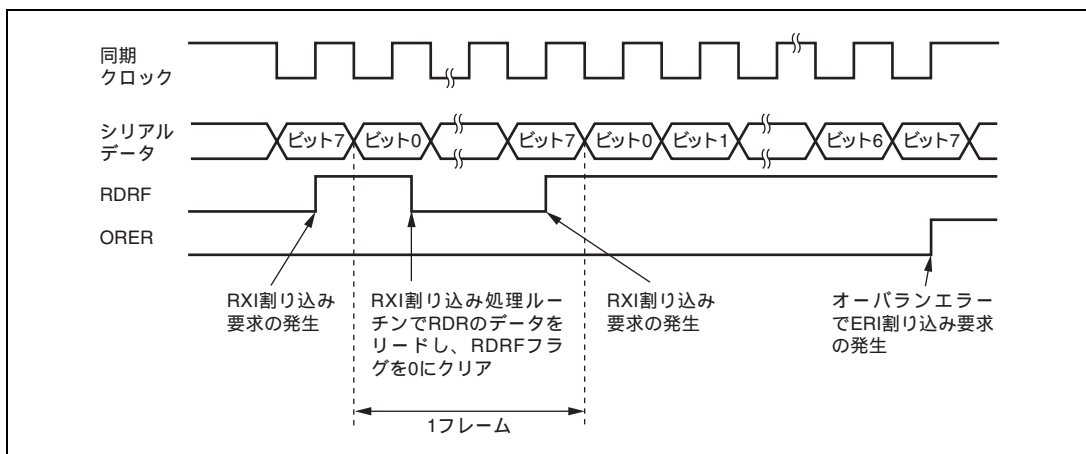 同期
クロック
シリアル
データ
ビット7 ビット0 ビット7 ビット0 ビット1 ビット6 ビット7
RDRF
ORER
RXI割り込み
要求の発生
RXI割り込み処理ルー
チンでRDRのデータを
リードし、RDRFフラ
グを0にクリア
RXI割り込み
要求の発生
オーバランエラー
でERI割り込み要求
の発生
1フレーム